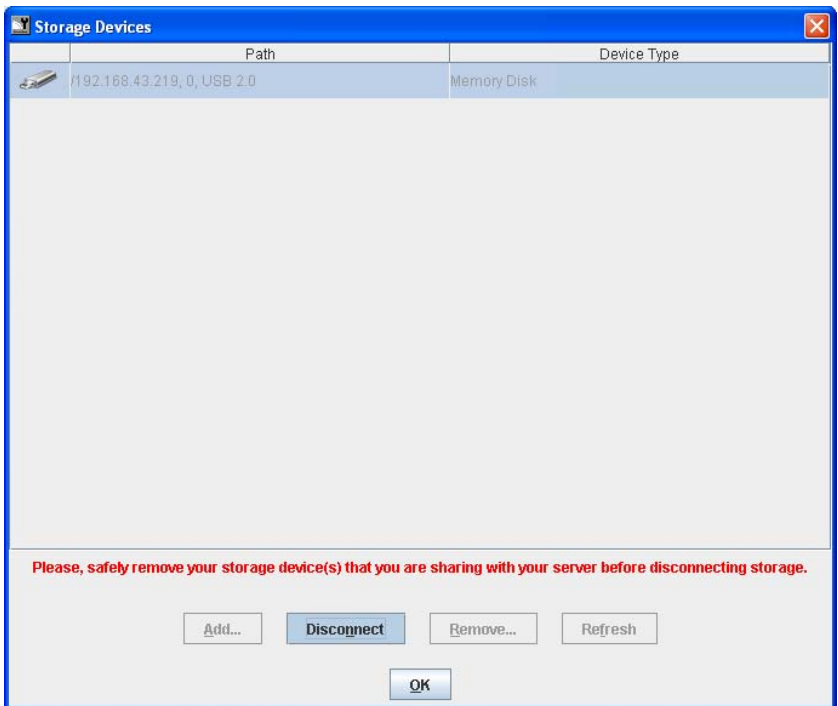 Storage Devices
Path Device Type
/192.168.43.219, 0, USB 2.0 Memory Disk
Please, safely remove your storage device(s) that you are sharing with your server before disconnecting storage.
Add... Disconnect Remove... Refresh
OK